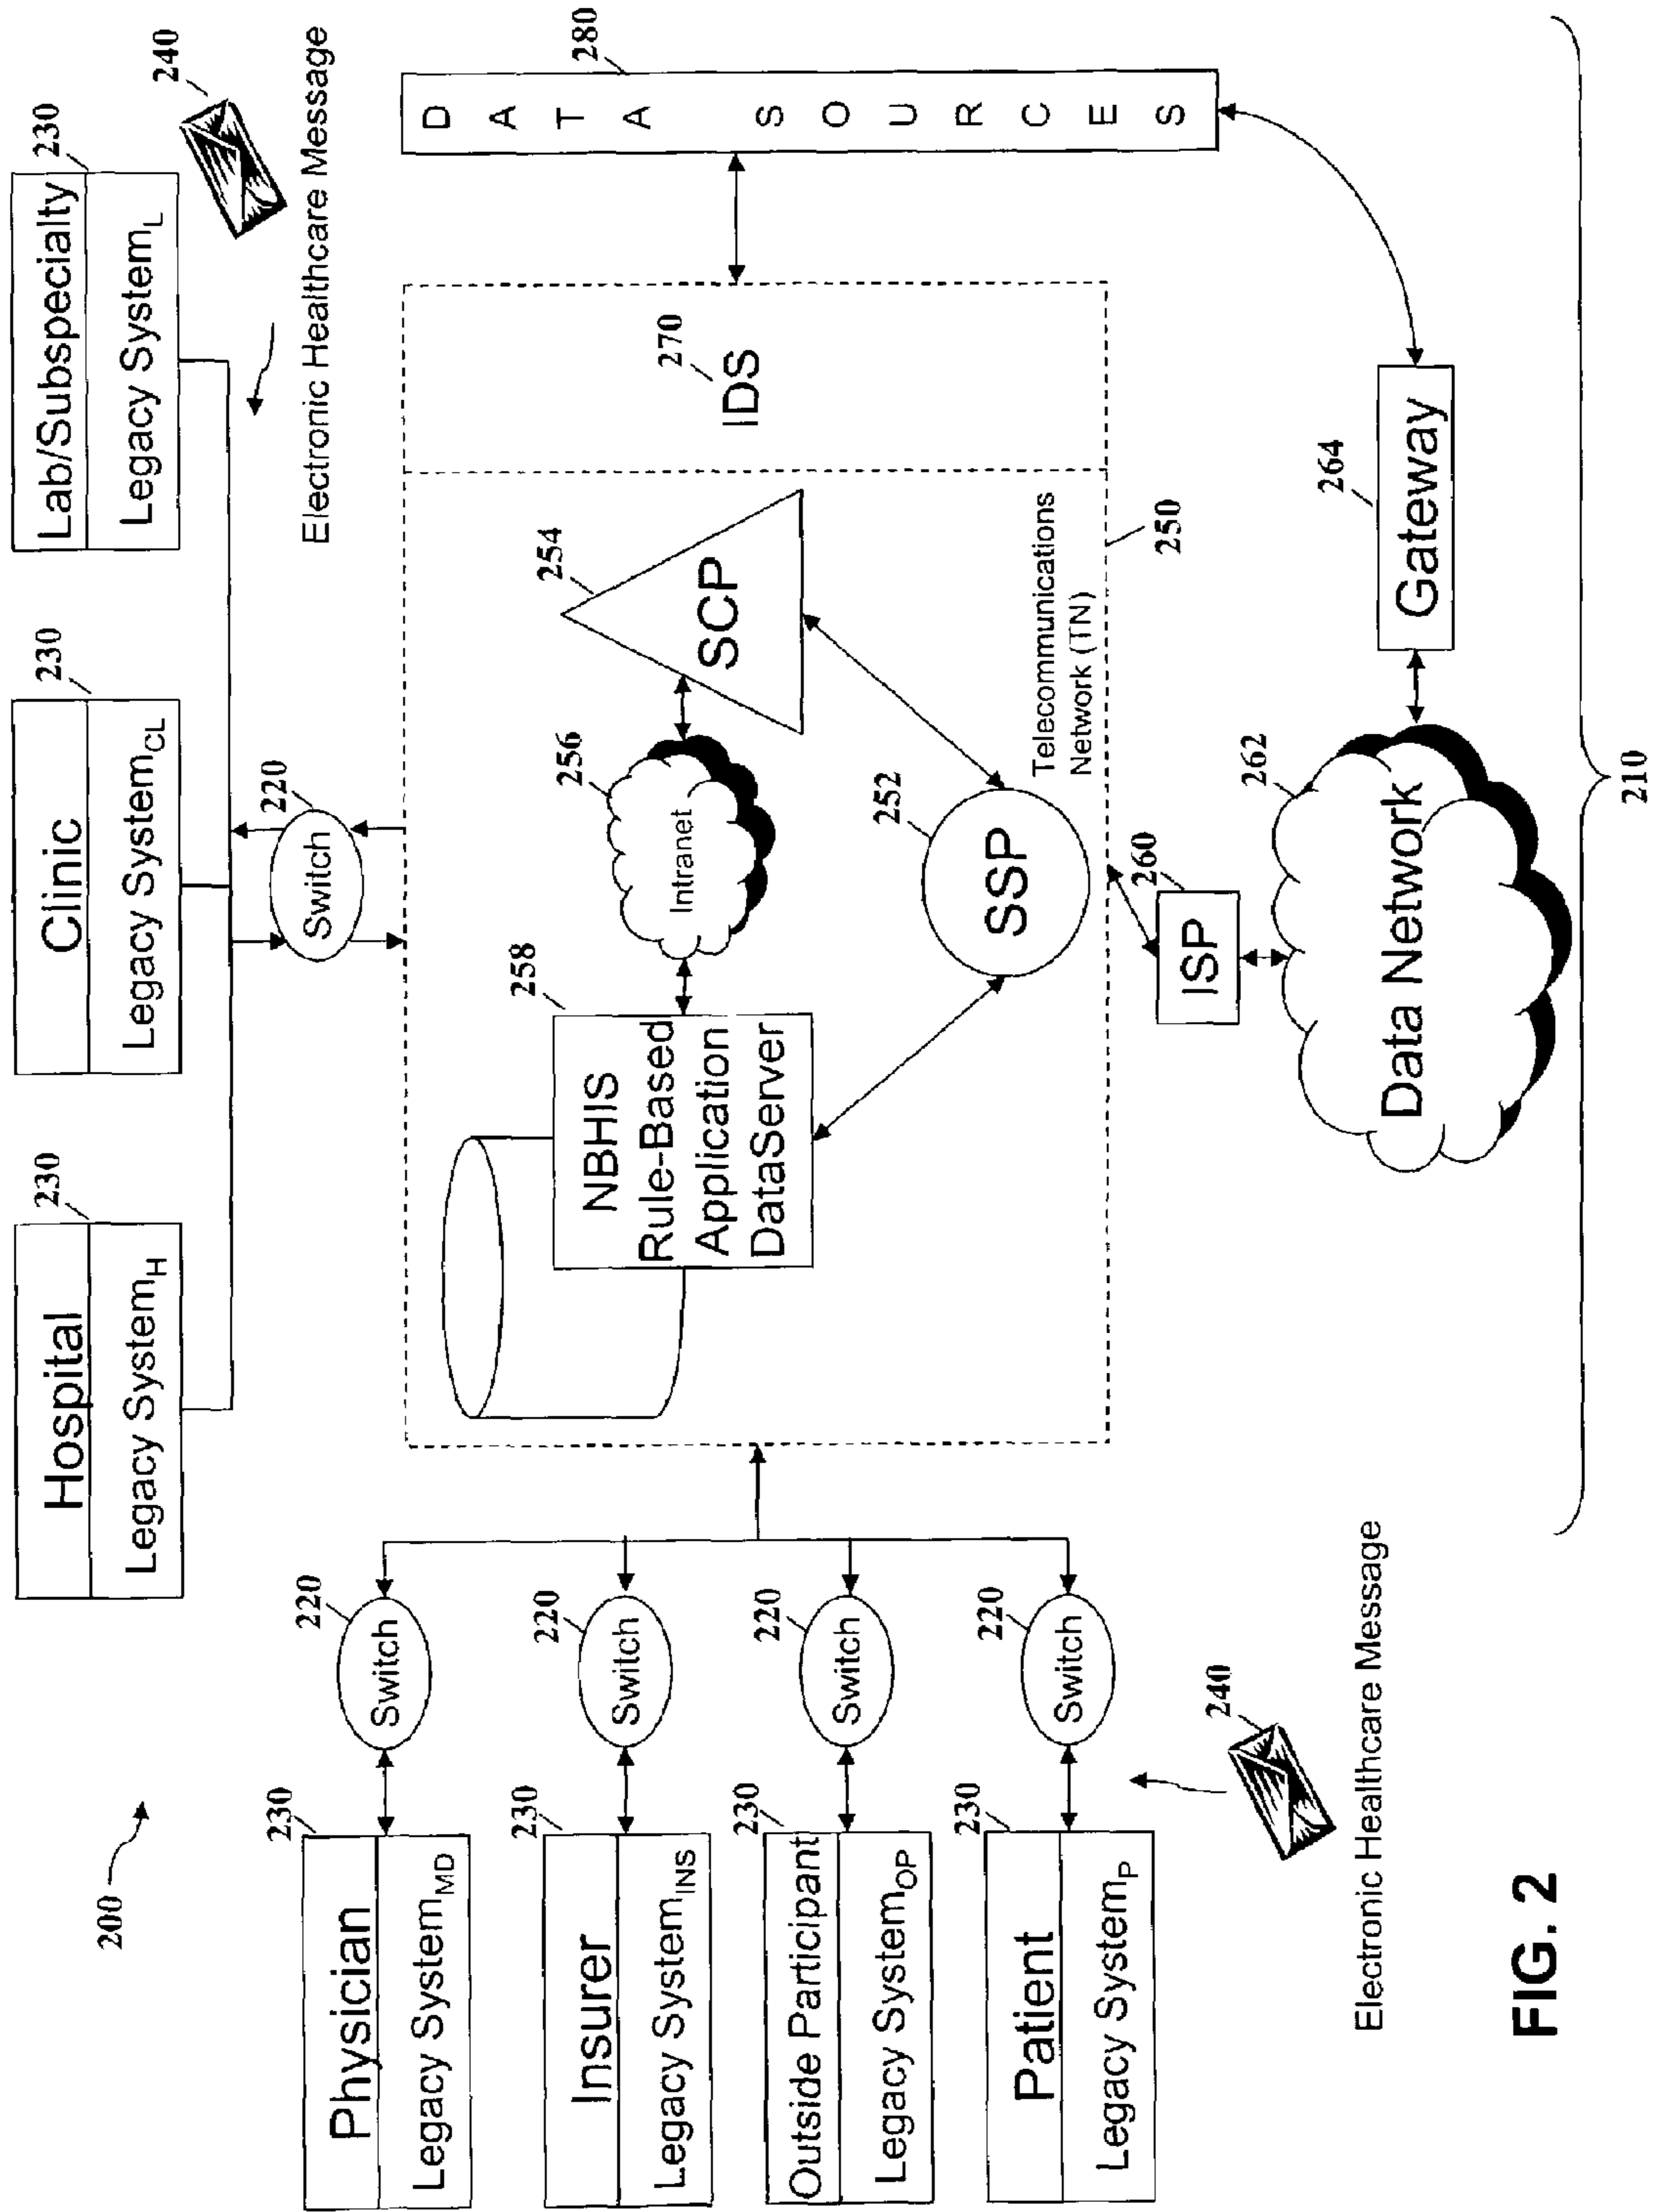 200
Hospital
Legacy SystemH
230
Clinic
Legacy SystemCL
230
Lab/Subspecialty
Legacy SystemL
230
240
Electronic Healthcare Message
Switch
220
Physician
Legacy SystemMD
230
Switch
220
Insurer
Legacy SystemINS
230
Switch
220
Outside Participant
Legacy SystemOP
230
Switch
220
Patient
Legacy SystemP
230
Switch
220
240
Electronic Healthcare Message
258
NBHIS
Rule-Based
Application
DataServer
256
Intranet
254
SCP
252
SSP
Telecommunications
Network (TN)
250
270
IDS
280
DATA SOURCES
260
ISP
262
Data Network
264
Gateway
210
FIG. 2